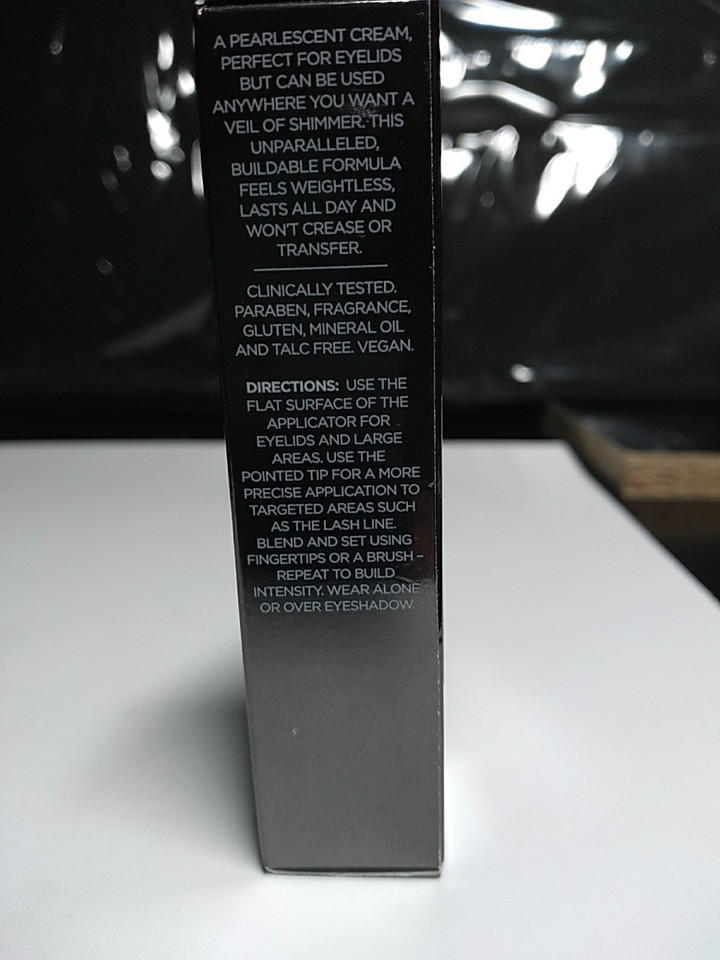 A PEARLESCENT CREAM,
PERFECT FOR EYELIDS
BUT CAN BE USED
ANYWHERE YOU WANT A
VEIL OF SHIMMER. THIS
UNPARALLELED,
BUILDABLE FORMULA
FEELS WEIGHTLESS,
LASTS ALL DAY AND
WON'T CREASE OR
TRANSFER.
CLINICALLY TESTED.
PARABEN, FRAGRANCE,
GLUTEN, MINERAL OIL
AND TALC FREE. VEGAN.
DIRECTIONS: USE THE
FLAT SURFACE OF THE
APPLICATOR FOR
EYELIDS AND LARGE
AREAS. USE THE
POINTED TIP FOR A MORE
PRECISE APPLICATION TO
TARGETED AREAS SUCH
AS THE LASH LINE.
BLEND AND SET USING
FINGERTIPS OR A BRUSH –
REPEAT TO BUILD
INTENSITY. WEAR ALONE
OR OVER EYESHADOW.